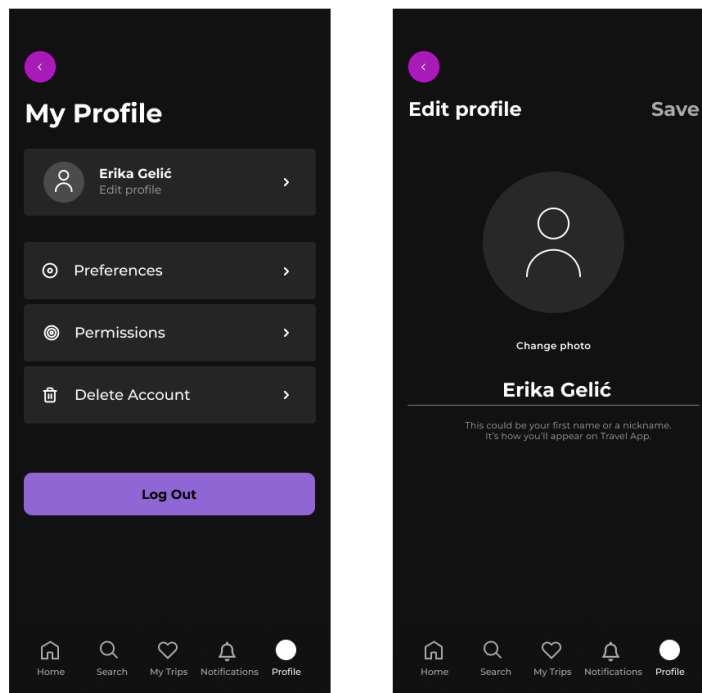 My Profile
Erika Gelić
Edit profile
Preferences
Permissions
Delete Account
Log Out
Home Search My Trips Notifications Profile
Edit profile Save
Change photo
Erika Gelić
This could be your first name or a nickname.
It's how you'll appear on Travel App.
Home Search My Trips Notifications Profile